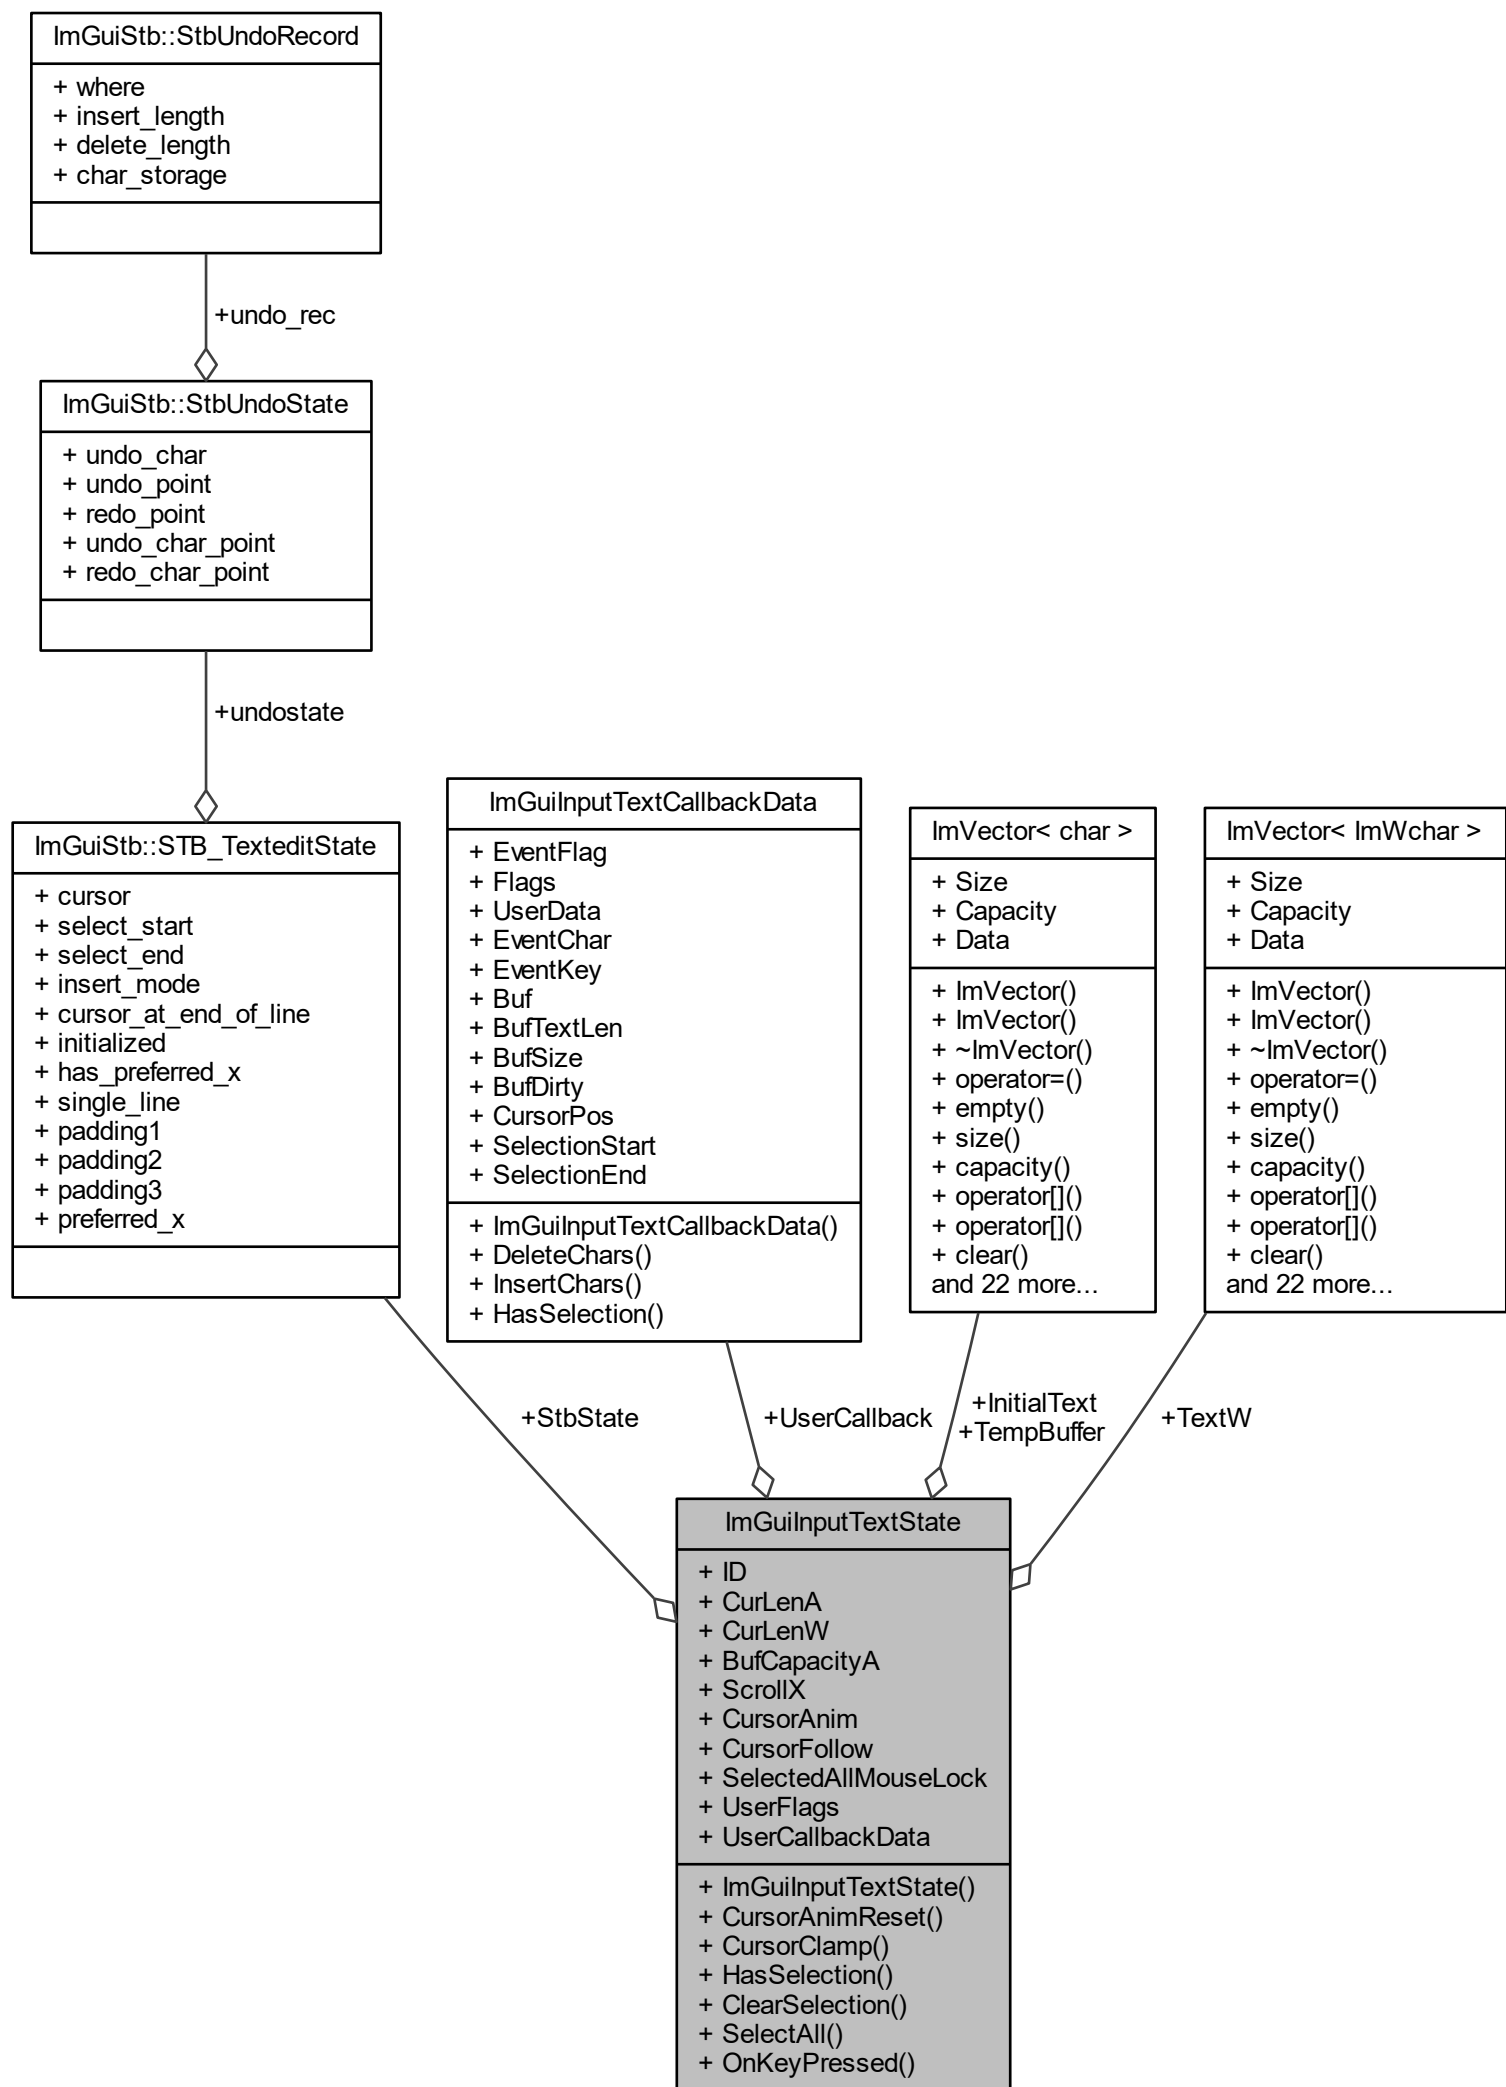 ImGuiStb::StbUndoRecord
+ where
+ insert_length
+ delete_length
+ char_storage
+undo_rec
ImGuiStb::StbUndoState
+ undo_char
+ undo_point
+ redo_point
+ undo_char_point
+ redo_char_point
+undostate
ImGuiStb::STB_TexteditState
+ cursor
+ select_start
+ select_end
+ insert_mode
+ cursor_at_end_of_line
+ initialized
+ has_preferred_x
+ single_line
+ padding1
+ padding2
+ padding3
+ preferred_x
ImGuiInputTextCallbackData
+ EventFlag
+ Flags
+ UserData
+ EventChar
+ EventKey
+ Buf
+ BufTextLen
+ BufSize
+ BufDirty
+ CursorPos
+ SelectionStart
+ SelectionEnd
+ ImGuiInputTextCallbackData()
+ DeleteChars()
+ InsertChars()
+ HasSelection()
ImVector< char >
+ Size
+ Capacity
+ Data
+ ImVector()
+ ImVector()
+ ~ImVector()
+ operator=()
+ empty()
+ size()
+ capacity()
+ operator[]()
+ operator[]()
+ clear()
and 22 more...
ImVector< ImWchar >
+ Size
+ Capacity
+ Data
+ ImVector()
+ ImVector()
+ ~ImVector()
+ operator=()
+ empty()
+ size()
+ capacity()
+ operator[]()
+ operator[]()
+ clear()
and 22 more...
+StbState
+UserCallback
+InitialText
+TempBuffer
+TextW
ImGuiInputTextState
+ ID
+ CurLenA
+ CurLenW
+ BufCapacityA
+ ScrollX
+ CursorAnim
+ CursorFollow
+ SelectedAllMouseLock
+ UserFlags
+ UserCallbackData
+ ImGuiInputTextState()
+ CursorAnimReset()
+ CursorClamp()
+ HasSelection()
+ ClearSelection()
+ SelectAll()
+ OnKeyPressed()